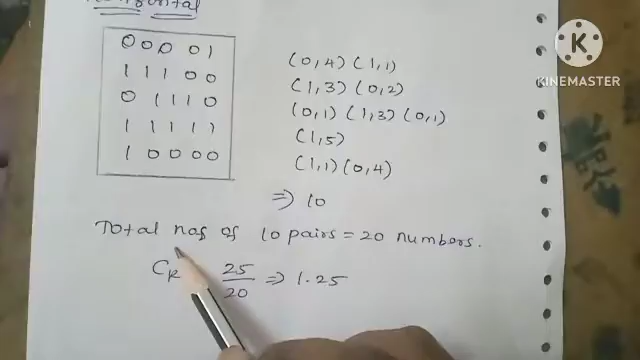 Horizontal
0 0 0 0 1
1 1 1 0 0
0 1 1 1 0
1 1 1 1 1
1 0 0 0 0
(0,4) (1,1)
(1,3) (0,2)
(0,1) (1,3) (0,1)
(1,5)
(1,1) (0,4)
=> 10
Total nos of 10 pairs = 20 numbers.
CR 25/20 => 1.25
K
KINEMASTER